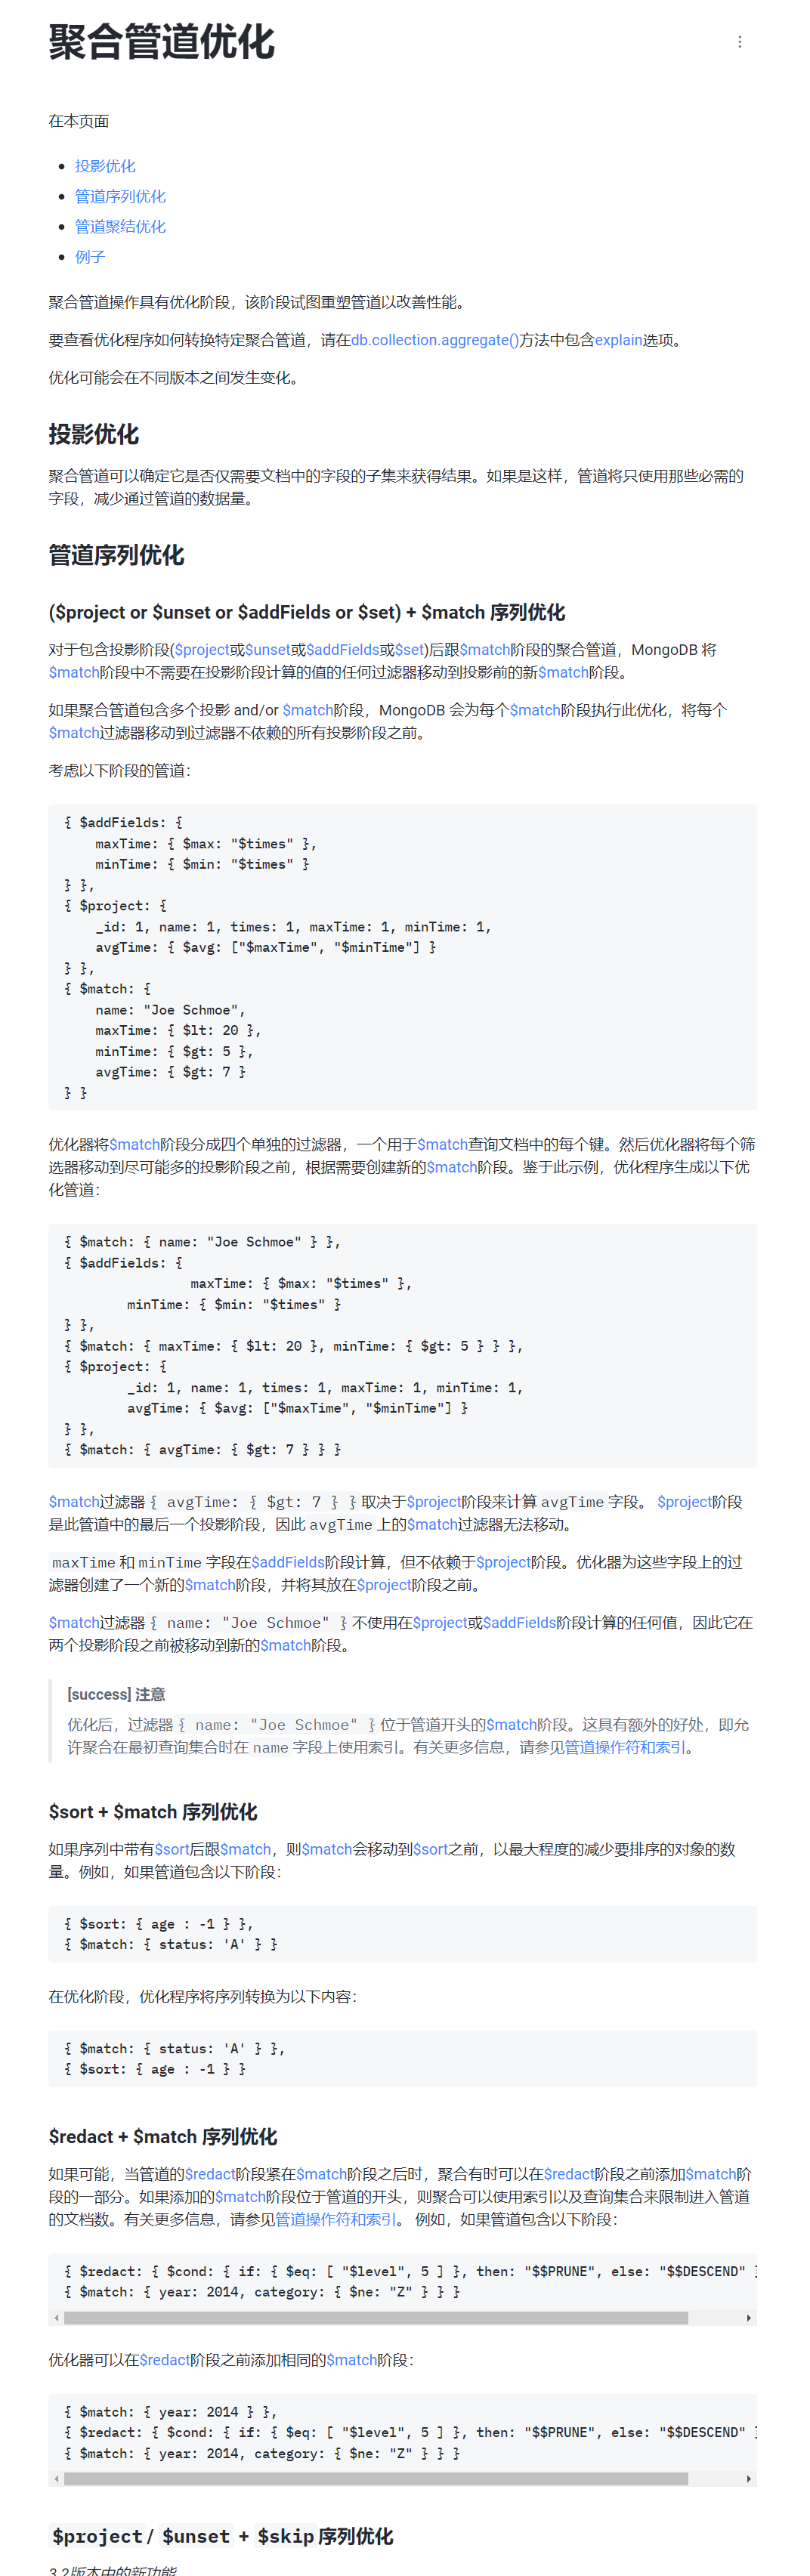 聚合管道优化
在本页面
投影优化
管道序列优化
管道聚结优化
例子
聚合管道操作具有优化阶段，该阶段试图重塑管道以改善性能。
要查看优化程序如何转换特定聚合管道，请在db.collection.aggregate()方法中包含explain选项。
优化可能会在不同版本之间发生变化。
投影优化
聚合管道可以确定它是否仅需要文档中的字段的子集来获得结果。如果是这样，管道将只使用那些必需的
字段，减少通过管道的数据量。
管道序列优化
($project or $unset or $addFields or $set) + $match 序列优化
对于包含投影阶段($project或$unset或$addFields或$set)后跟$match阶段的聚合管道，MongoDB 将
$match阶段中不需要在投影阶段计算的值的任何过滤器移动到投影前的新$match阶段。
如果聚合管道包含多个投影 and/or $match阶段，MongoDB 会为每个$match阶段执行此优化，将每个
$match过滤器移动到过滤器不依赖的所有投影阶段之前。
考虑以下阶段的管道：
{ $addFields: {
    maxTime: { $max: "$times" },
    minTime: { $min: "$times" }
} },
{ $project: {
    _id: 1, name: 1, times: 1, maxTime: 1, minTime: 1,
    avgTime: { $avg: ["$maxTime", "$minTime"] }
} },
{ $match: {
    name: "Joe Schmoe",
    maxTime: { $lt: 20 },
    minTime: { $gt: 5 },
    avgTime: { $gt: 7 }
} }
优化器将$match阶段分成四个单独的过滤器，一个用于$match查询文档中的每个键。然后优化器将每个筛
选器移动到尽可能多的投影阶段之前，根据需要创建新的$match阶段。鉴于此示例，优化程序生成以下优
化管道：
{ $match: { name: "Joe Schmoe" } },
{ $addFields: {
                maxTime: { $max: "$times" },
        minTime: { $min: "$times" }
} },
{ $match: { maxTime: { $lt: 20 }, minTime: { $gt: 5 } } },
{ $project: {
        _id: 1, name: 1, times: 1, maxTime: 1, minTime: 1,
        avgTime: { $avg: ["$maxTime", "$minTime"] }
} },
{ $match: { avgTime: { $gt: 7 } } }
$match过滤器{ avgTime: { $gt: 7 } }取决于$project阶段来计算avgTime字段。 $project阶段
是此管道中的最后一个投影阶段，因此avgTime上的$match过滤器无法移动。
maxTime和minTime字段在$addFields阶段计算，但不依赖于$project阶段。优化器为这些字段上的过
滤器创建了一个新的$match阶段，并将其放在$project阶段之前。
$match过滤器{ name: "Joe Schmoe" }不使用在$project或$addFields阶段计算的任何值，因此它在
两个投影阶段之前被移动到新的$match阶段。
[success] 注意
优化后，过滤器{ name: "Joe Schmoe" }位于管道开头的$match阶段。这具有额外的好处，即允
许聚合在最初查询集合时在name字段上使用索引。有关更多信息，请参见管道操作符和索引。
$sort + $match 序列优化
如果序列中带有$sort后跟$match，则$match会移动到$sort之前，以最大程度的减少要排序的对象的数
量。例如，如果管道包含以下阶段：
{ $sort: { age : -1 } },
{ $match: { status: 'A' } }
在优化阶段，优化程序将序列转换为以下内容：
{ $match: { status: 'A' } },
{ $sort: { age : -1 } }
$redact + $match 序列优化
如果可能，当管道的$redact阶段紧在$match阶段之后时，聚合有时可以在$redact阶段之前添加$match阶
段的一部分。如果添加的$match阶段位于管道的开头，则聚合可以使用索引以及查询集合来限制进入管道
的文档数。有关更多信息，请参见管道操作符和索引。 例如，如果管道包含以下阶段：
{ $redact: { $cond: { if: { $eq: [ "$level", 5 ] }, then: "$$PRUNE", else: "$$DESCEND" }
{ $match: { year: 2014, category: { $ne: "Z" } } }
优化器可以在$redact阶段之前添加相同的$match阶段：
{ $match: { year: 2014 } },
{ $redact: { $cond: { if: { $eq: [ "$level", 5 ] }, then: "$$PRUNE", else: "$$DESCEND" }
{ $match: { year: 2014, category: { $ne: "Z" } } }
$project/ $unset + $skip序列优化
3.2版本中的新功能